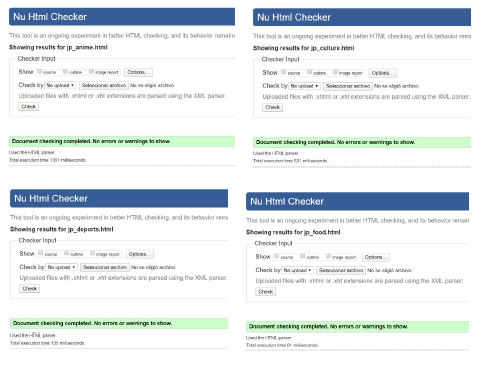 Nu Html Checker
This tool is an ongoing experiment in better HTML checking, and its behavior remains
Showing results for jp_anime.html
Checker Input
Show source outline image report Options...
Check by file upload Seleccionar archivo No se eligió archivo
Uploaded files with .xhtml or .xht extensions are parsed using the XML parser.
Check
Document checking completed. No errors or warnings to show.
Used the HTML parser.
Total execution time 1353 milliseconds.
Nu Html Checker
This tool is an ongoing experiment in better HTML checking, and its behavior remain
Showing results for jp_culture.html
Checker Input
Show source outline image report Options...
Check by file upload Seleccionar archivo No se eligió archivo
Uploaded files with .xhtml or .xht extensions are parsed using the XML parser.
Check
Document checking completed. No errors or warnings to show.
Used the HTML parser.
Total execution time milliseconds.
Nu Html Checker
This tool is an ongoing experiment in better HTML checking, and its behavior rem
Showing results for jp_deports.html
Checker Input
Show source outline image report Options...
Check by file upload Seleccionar archivo No se eligió archivo
Uploaded files with .xhtml or .xht extensions are parsed using the XML parser.
Check
Document checking completed. No errors or warnings to show.
Used the HTML parser.
Total execution time 135 milliseconds.
Nu Html Checker
This tool is an ongoing experiment in better HTML checking, and its behavior remain
Showing results for jp_food.html
Checker Input
Show source outline image report Options...
Check by file upload Seleccionar archivo No se eligió archivo
Uploaded files with .xhtml or .xht extensions are parsed using the XML parser.
Check
Document checking completed. No errors or warnings to show.
Used the HTML parser.
Total execution time milliseconds.